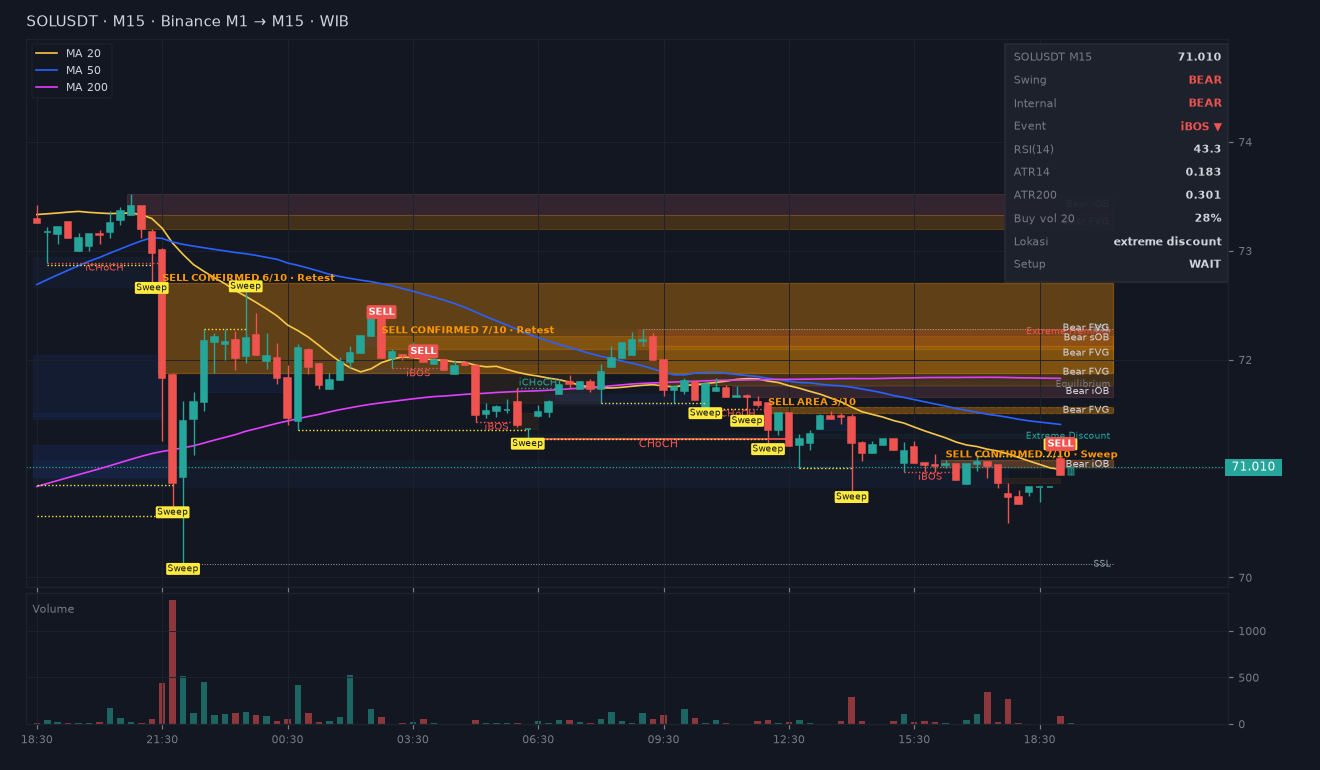 SOLUSDT · M15 · Binance M1 → M15 · WIB
MA 20
MA 50
MA 200
SOLUSDT M15 71.010
Swing BEAR
Internal BEAR
Event iBOS ▼
RSI(14) 43.3
ATR14 0.183
ATR200 0.301
Buy vol 20 28%
Lokasi extreme discount
Setup WAIT
74
73
72
71.010
70
Bear iOB
iCHoCH
SELL CONFIRMED 6/10 · Retest
Sweep
Sweep
SELL
SELL CONFIRMED 7/10 · Retest
SELL
iBOS
Bear FVG
Bear sOB
Bear FVG
Bear FVG
iCHoCH
Equilibrium
Bear iOB
SELL AREA 3/10
Bear FVG
Sweep
Sweep
iBOS
Sweep
CHoCH
Sweep
Extreme Discount
SELL
SELL CONFIRMED 7/10 · Sweep
Bear iOB
iBOS
Sweep
Sweep
Sweep
SSL
Volume
1000
500
0
18:30 21:30 00:30 03:30 06:30 09:30 12:30 15:30 18:30